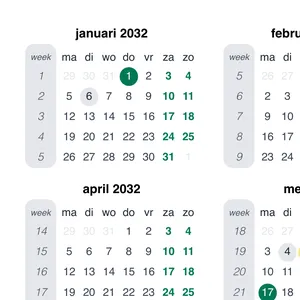 januari 2032
week ma di wo do vr za zo
1 29 30 31 1 2 3 4
2 5 6 7 8 9 10 11
3 12 13 14 15 16 17 18
4 19 20 21 22 23 24 25
5 26 27 28 29 30 31 1
febru
week ma di
5 26 27
6 2 3
7 9 10
8 16 17
9 23 24
april 2032
week ma di wo do vr za zo
14 29 30 31 1 2 3 4
15 5 6 7 8 9 10 11
16 12 13 14 15 16 17 18
17 19 20 21 22 23 24 25
me
week ma di
18 26 27
19 3 4
20 10 11
21 17 18